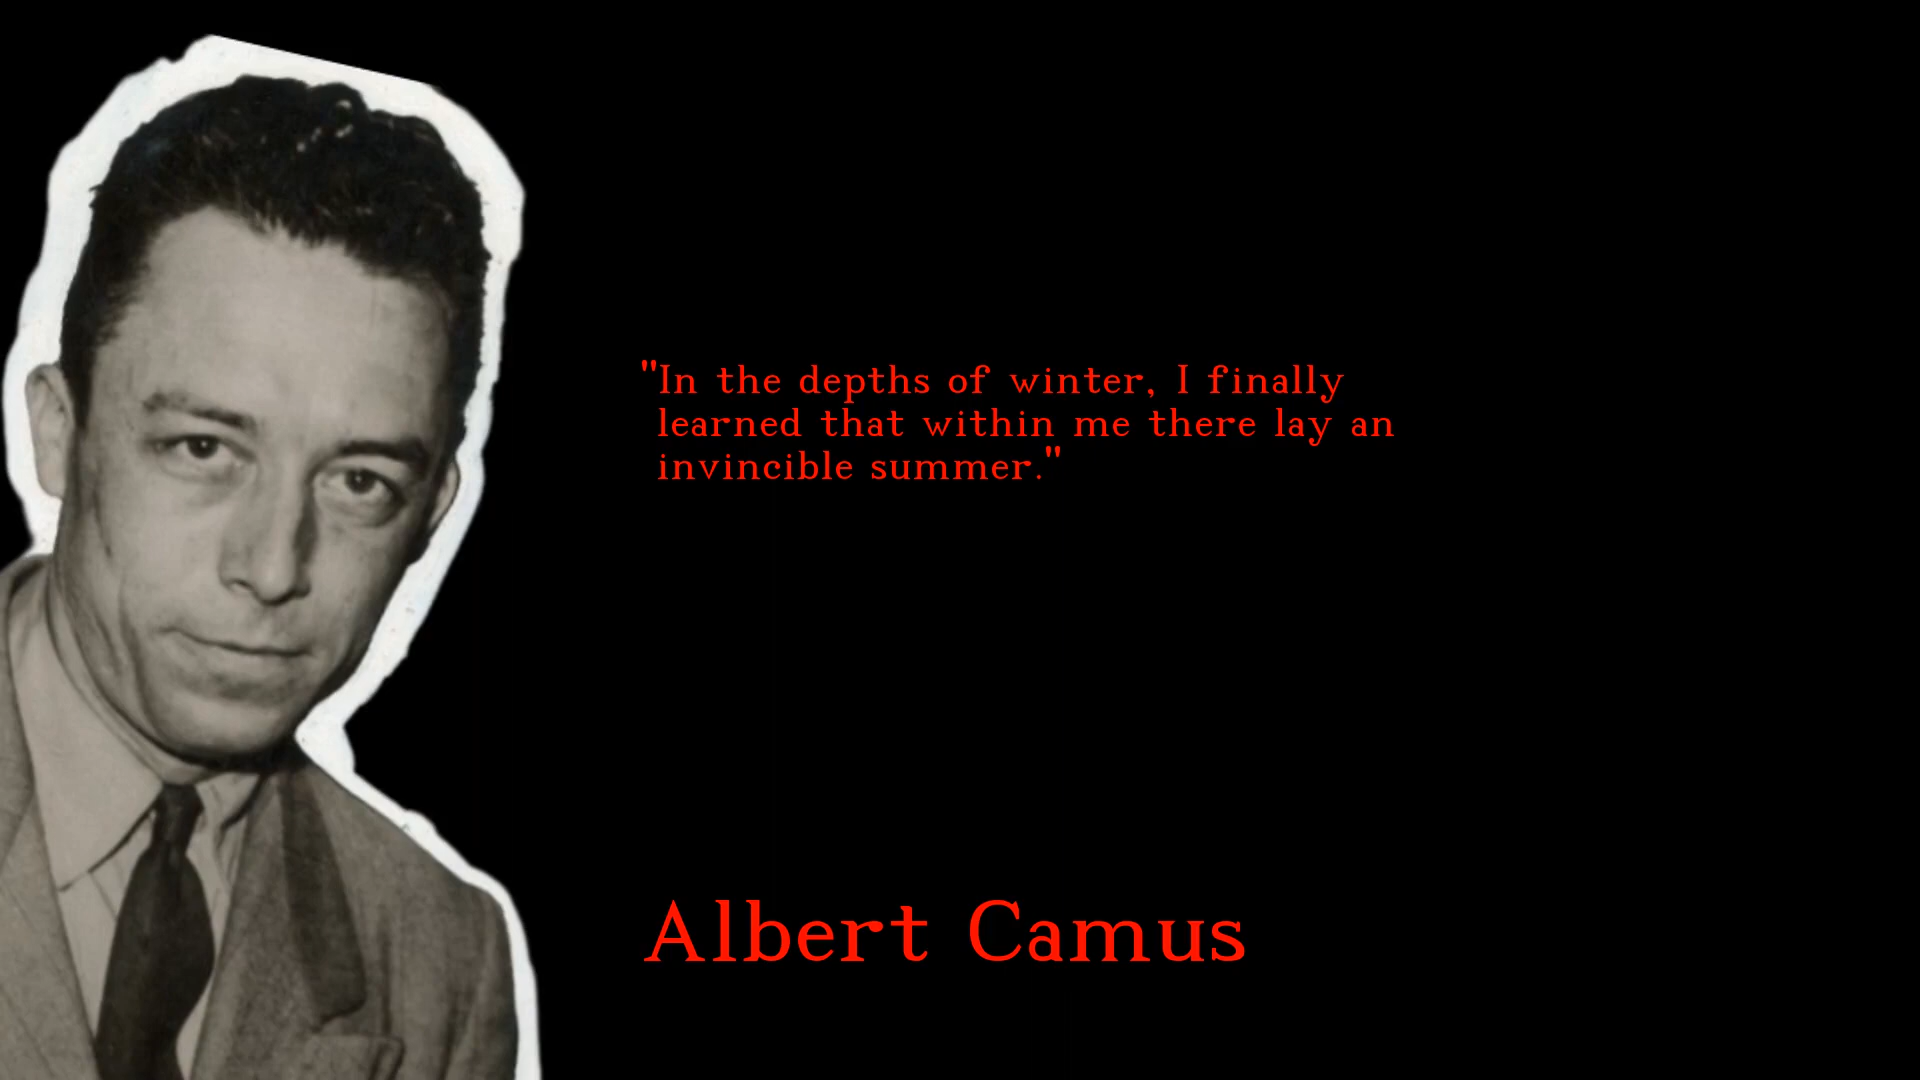 "In the depths of winter, I finally
learned that within me there lay an
invincible summer."
Albert Camus